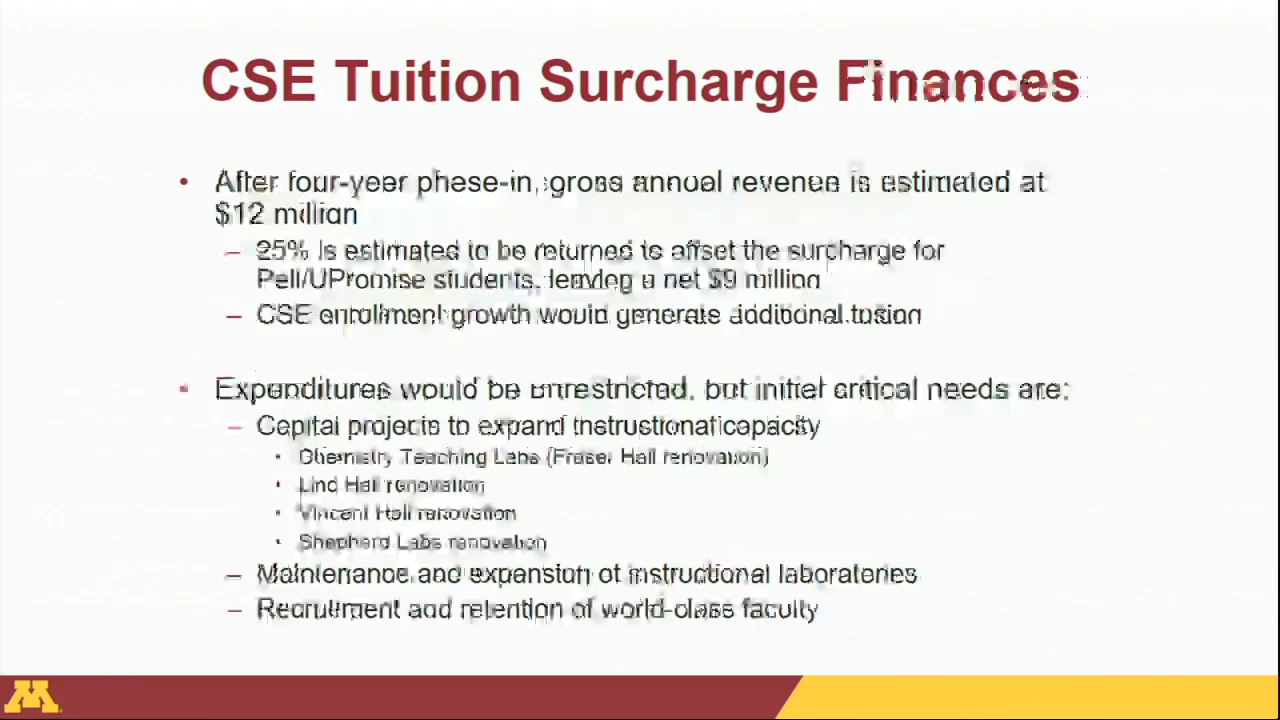 CSE Tuition Surcharge Finances
• After four-year phase-in, gross annual revenue is estimated at
$12 million
– 25% is estimated to be returned to offset the surcharge for
Pell/UPromise students, leaving a net $9 million
– CSE enrollment growth would generate additional tuition
• Expenditures would be unrestricted, but initial critical needs are:
– Capital projects to expand instructional capacity
• Chemistry Teaching Labs (Fraser Hall renovation)
• Lind Hall renovation
• Vincent Hall renovation
• Shepherd Labs renovation
– Maintenance and expansion of instructional laboratories
– Recruitment and retention of world-class faculty
M